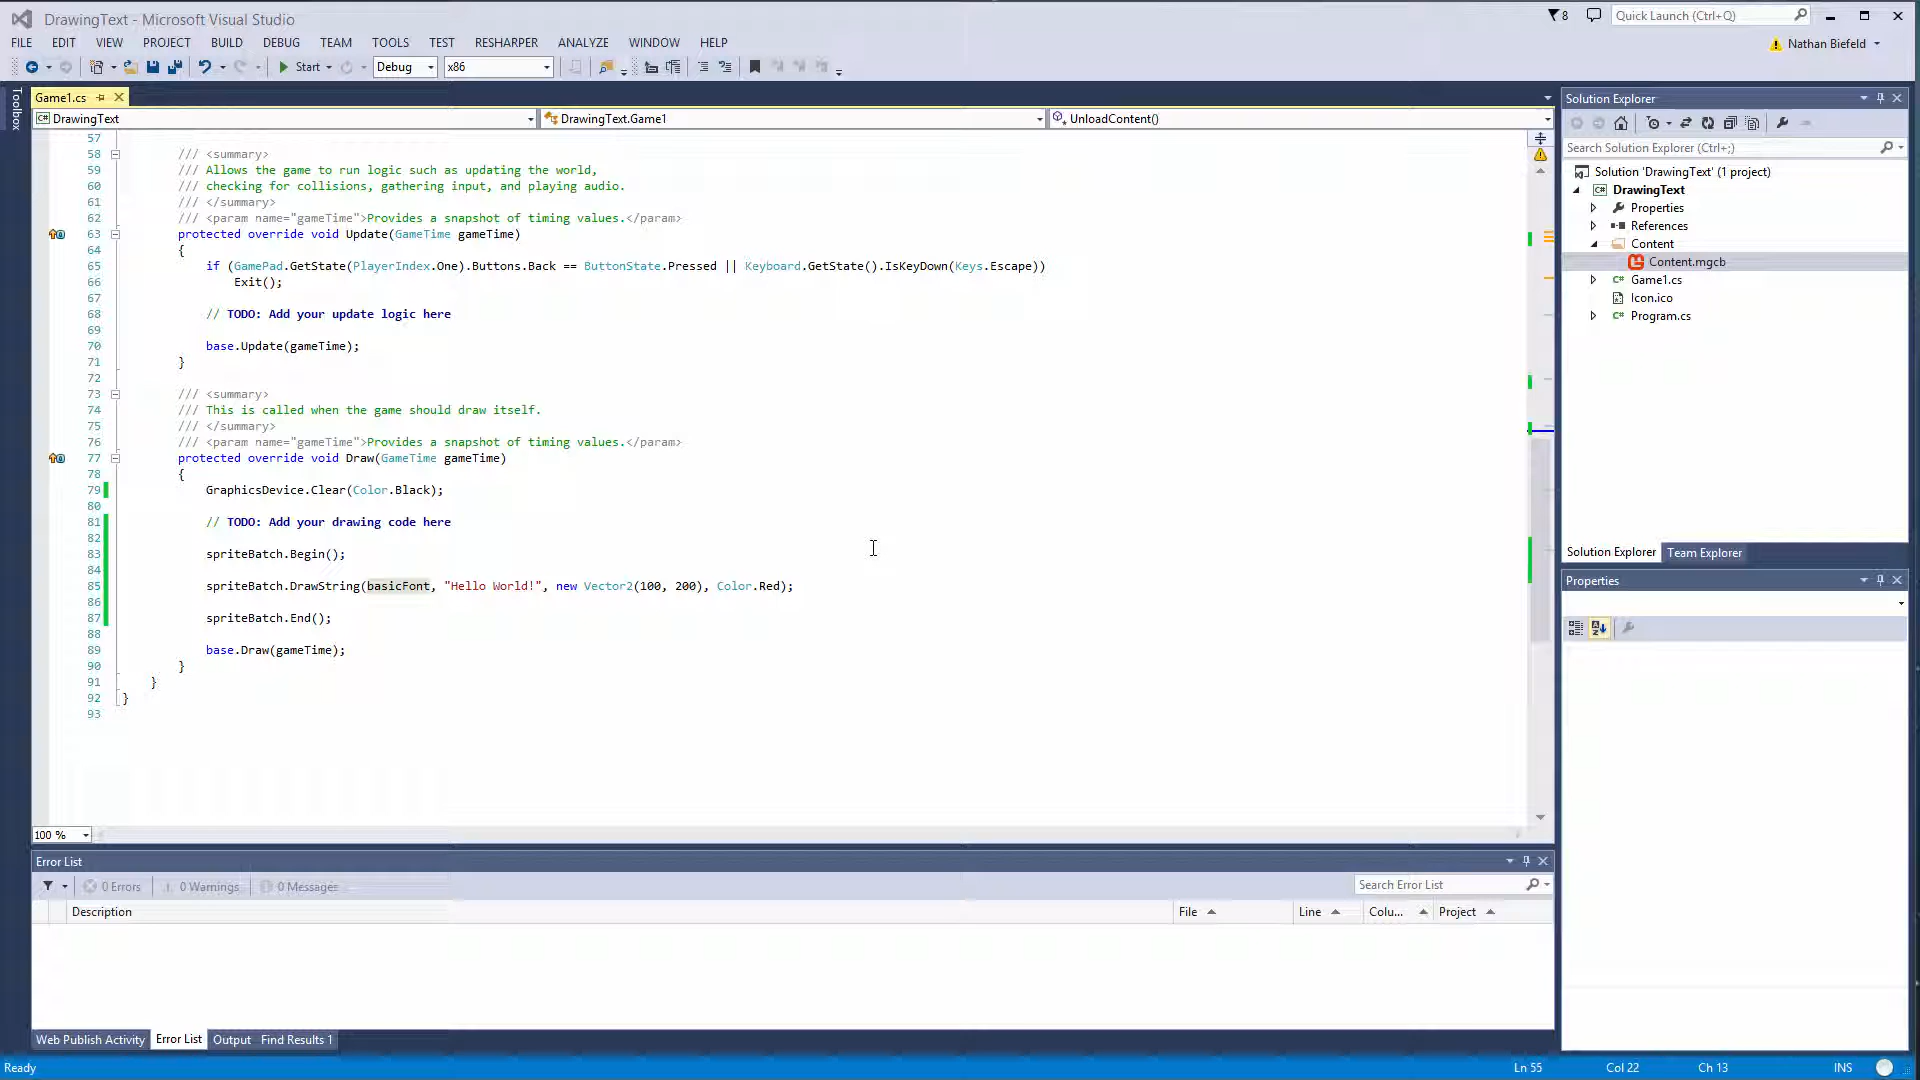 DrawingText - Microsoft Visual Studio
8
Quick Launch (Ctrl+Q)
FILE EDIT VIEW PROJECT BUILD DEBUG TEAM TOOLS TEST RESHARPER ANALYZE WINDOW HELP
Nathan Biefeld
Start Debug x86
Toolbox
Game1.cs
DrawingText DrawingText.Game1 UnloadContent()
57
58 /// <summary>
59 /// Allows the game to run logic such as updating the world,
60 /// checking for collisions, gathering input, and playing audio.
61 /// </summary>
62 /// <param name="gameTime">Provides a snapshot of timing values.</param>
63 protected override void Update(GameTime gameTime)
64 {
65 if (GamePad.GetState(PlayerIndex.One).Buttons.Back == ButtonState.Pressed || Keyboard.GetState().IsKeyDown(Keys.Escape))
66 Exit();
67
68 // TODO: Add your update logic here
69
70 base.Update(gameTime);
71 }
72
73 /// <summary>
74 /// This is called when the game should draw itself.
75 /// </summary>
76 /// <param name="gameTime">Provides a snapshot of timing values.</param>
77 protected override void Draw(GameTime gameTime)
78 {
79 GraphicsDevice.Clear(Color.Black);
80
81 // TODO: Add your drawing code here
82
83 spriteBatch.Begin();
84
85 spriteBatch.DrawString(basicFont, "Hello World!", new Vector2(100, 200), Color.Red);
86
87 spriteBatch.End();
88
89 base.Draw(gameTime);
90 }
91 }
92 }
93
100 %
Solution Explorer
Search Solution Explorer (Ctrl+;)
Solution 'DrawingText' (1 project)
DrawingText
Properties
References
Content
Content.mgcb
Game1.cs
Icon.ico
Program.cs
Solution Explorer Team Explorer
Properties
Error List
0 Errors 0 Warnings 0 Messages
Search Error List
Description File Line Colu... Project
Web Publish Activity Error List Output Find Results 1
Ready Ln 55 Col 22 Ch 13 INS